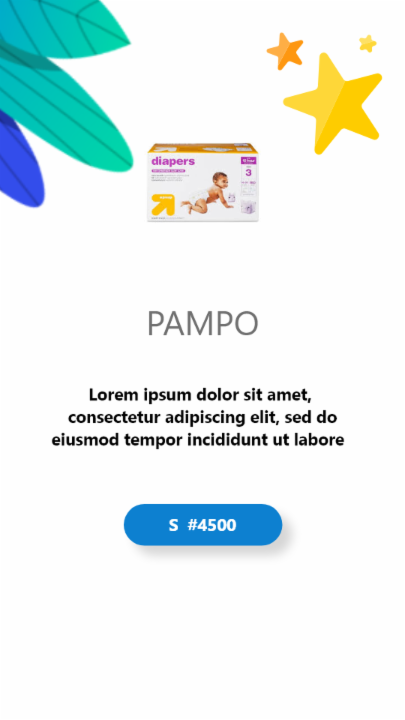 diapers
3
PAMPO
Lorem ipsum dolor sit amet,
consectetur adipiscing elit, sed do
eiusmod tempor incididunt ut labore
S #4500